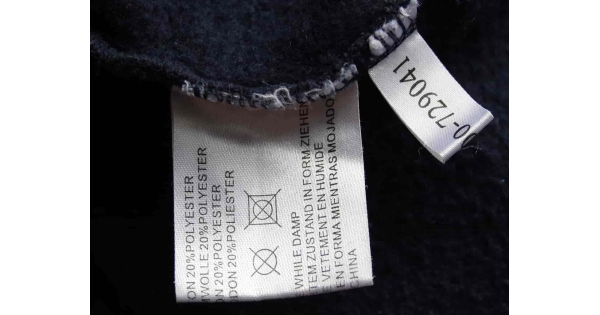 ON 20%POLYESTER
WOLLE 20%POLYESTER
N 20%POLYESTER
DON 20%POLIESTER
WHILE DAMP
TEM ZUSTAND IN FORM ZIEHEN
VETEMENT EN HUMIDE
EN FORMA MIENTRAS MOJADO
CHINA
0-729041